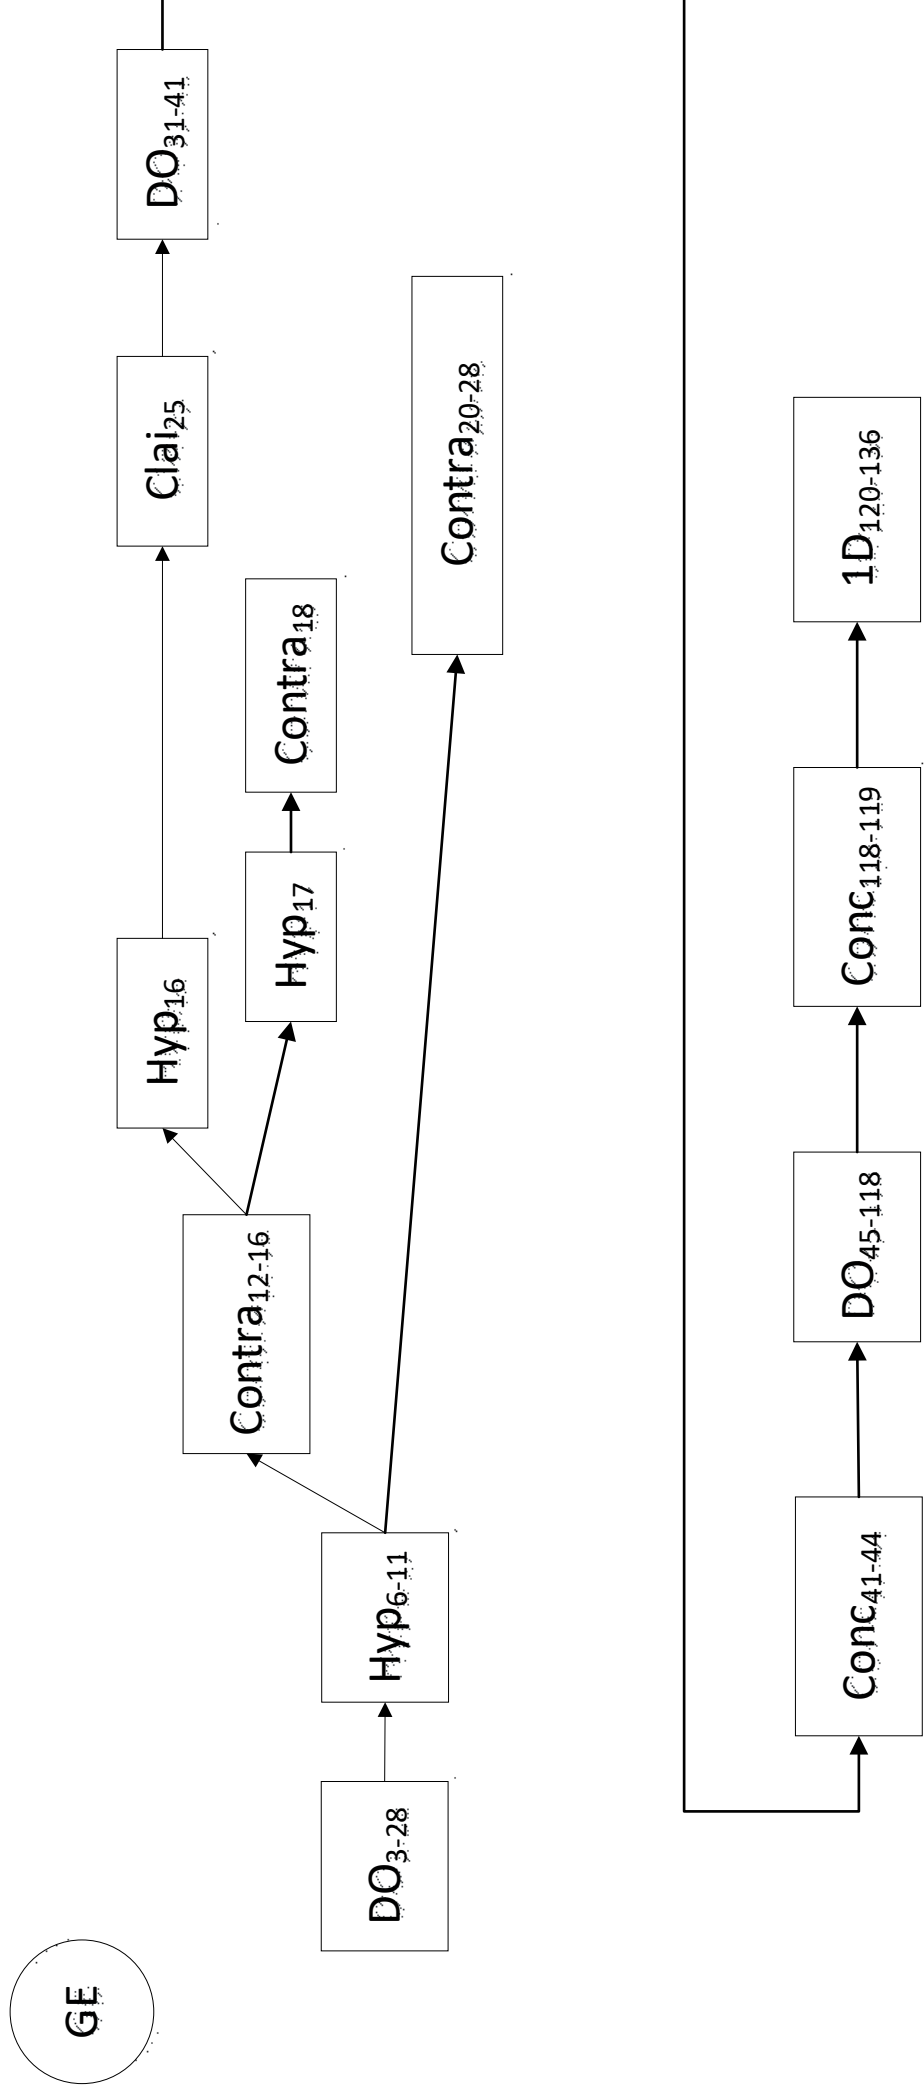 GE
DO3-28
Hyp6-11
Contra12-16
Hyp16
Hyp17
Contra18
Contra20-28
Clai25
DO31-41
Conc41-44
DO45-118
Conc118-119
1D120-136